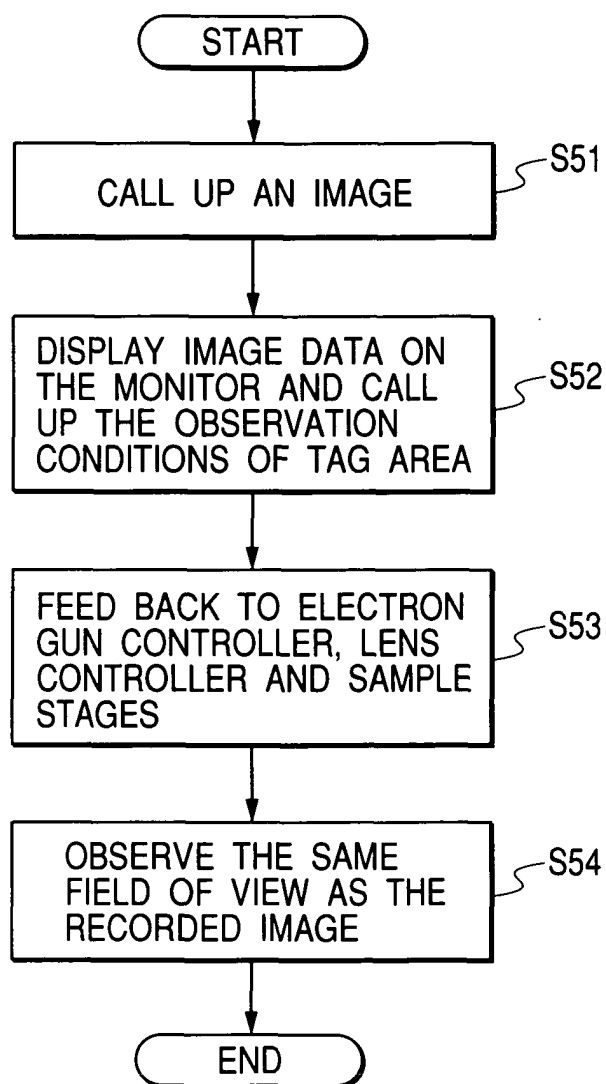 START
CALL UP AN IMAGE
S51
DISPLAY IMAGE DATA ON
THE MONITOR AND CALL
UP THE OBSERVATION
CONDITIONS OF TAG AREA
S52
FEED BACK TO ELECTRON
GUN CONTROLLER, LENS
CONTROLLER AND SAMPLE
STAGES
S53
OBSERVE THE SAME
FIELD OF VIEW AS THE
RECORDED IMAGE
S54
END